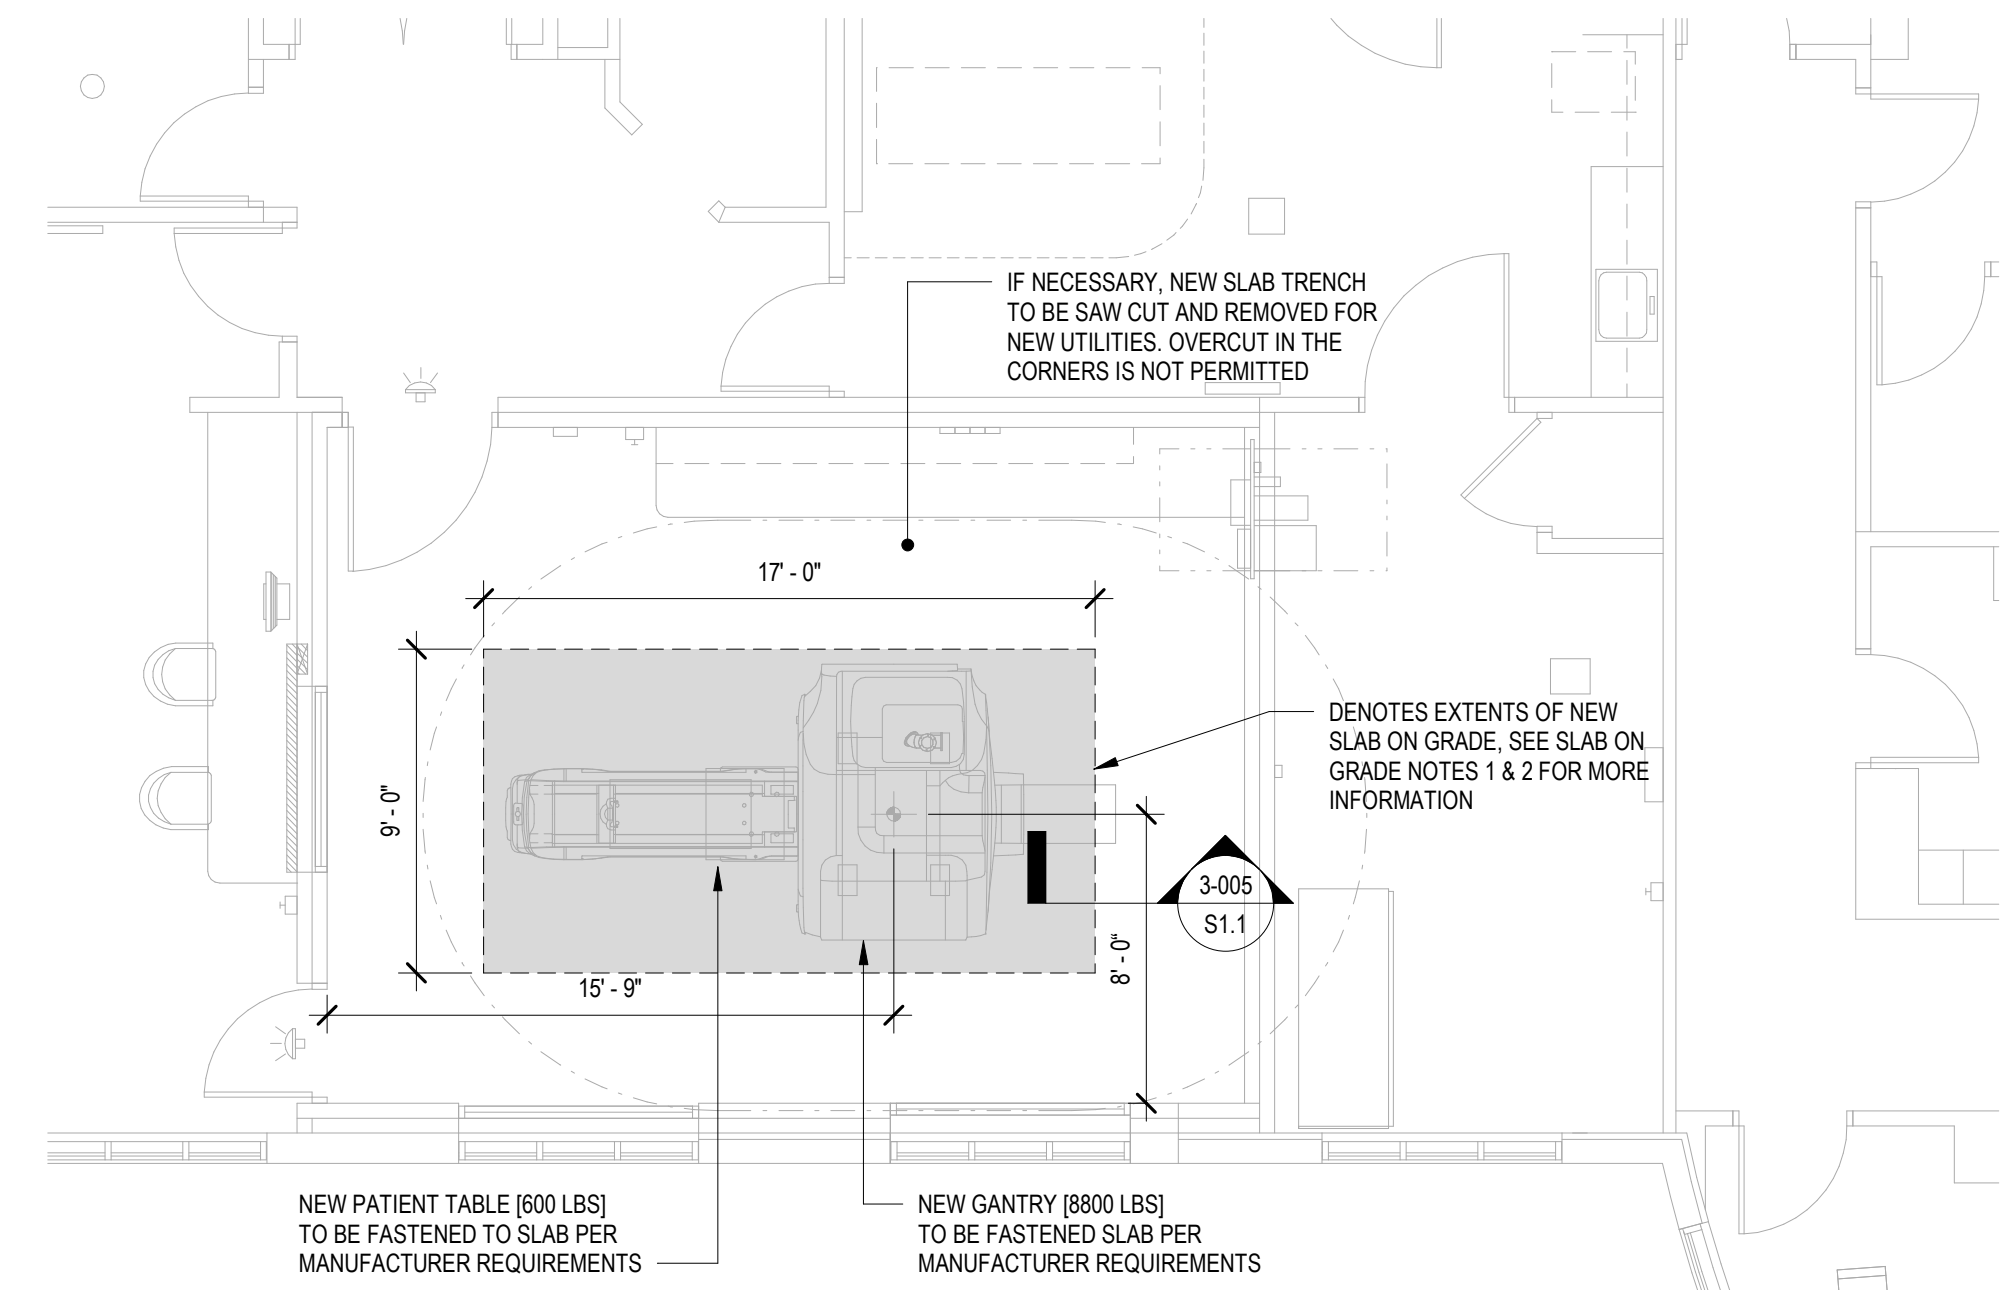 IF NECESSARY, NEW SLAB TRENCH
TO BE SAW CUT AND REMOVED FOR
NEW UTILITIES. OVERCUT IN THE
CORNERS IS NOT PERMITTED
17' - 0"
DENOTES EXTENTS OF NEW
SLAB ON GRADE, SEE SLAB ON
GRADE NOTES 1 & 2 FOR MORE
INFORMATION
9' - 0"
3-005
S1.1
8' - 0"
15' - 9"
NEW PATIENT TABLE [600 LBS]
TO BE FASTENED TO SLAB PER
MANUFACTURER REQUIREMENTS
NEW GANTRY [8800 LBS]
TO BE FASTENED SLAB PER
MANUFACTURER REQUIREMENTS